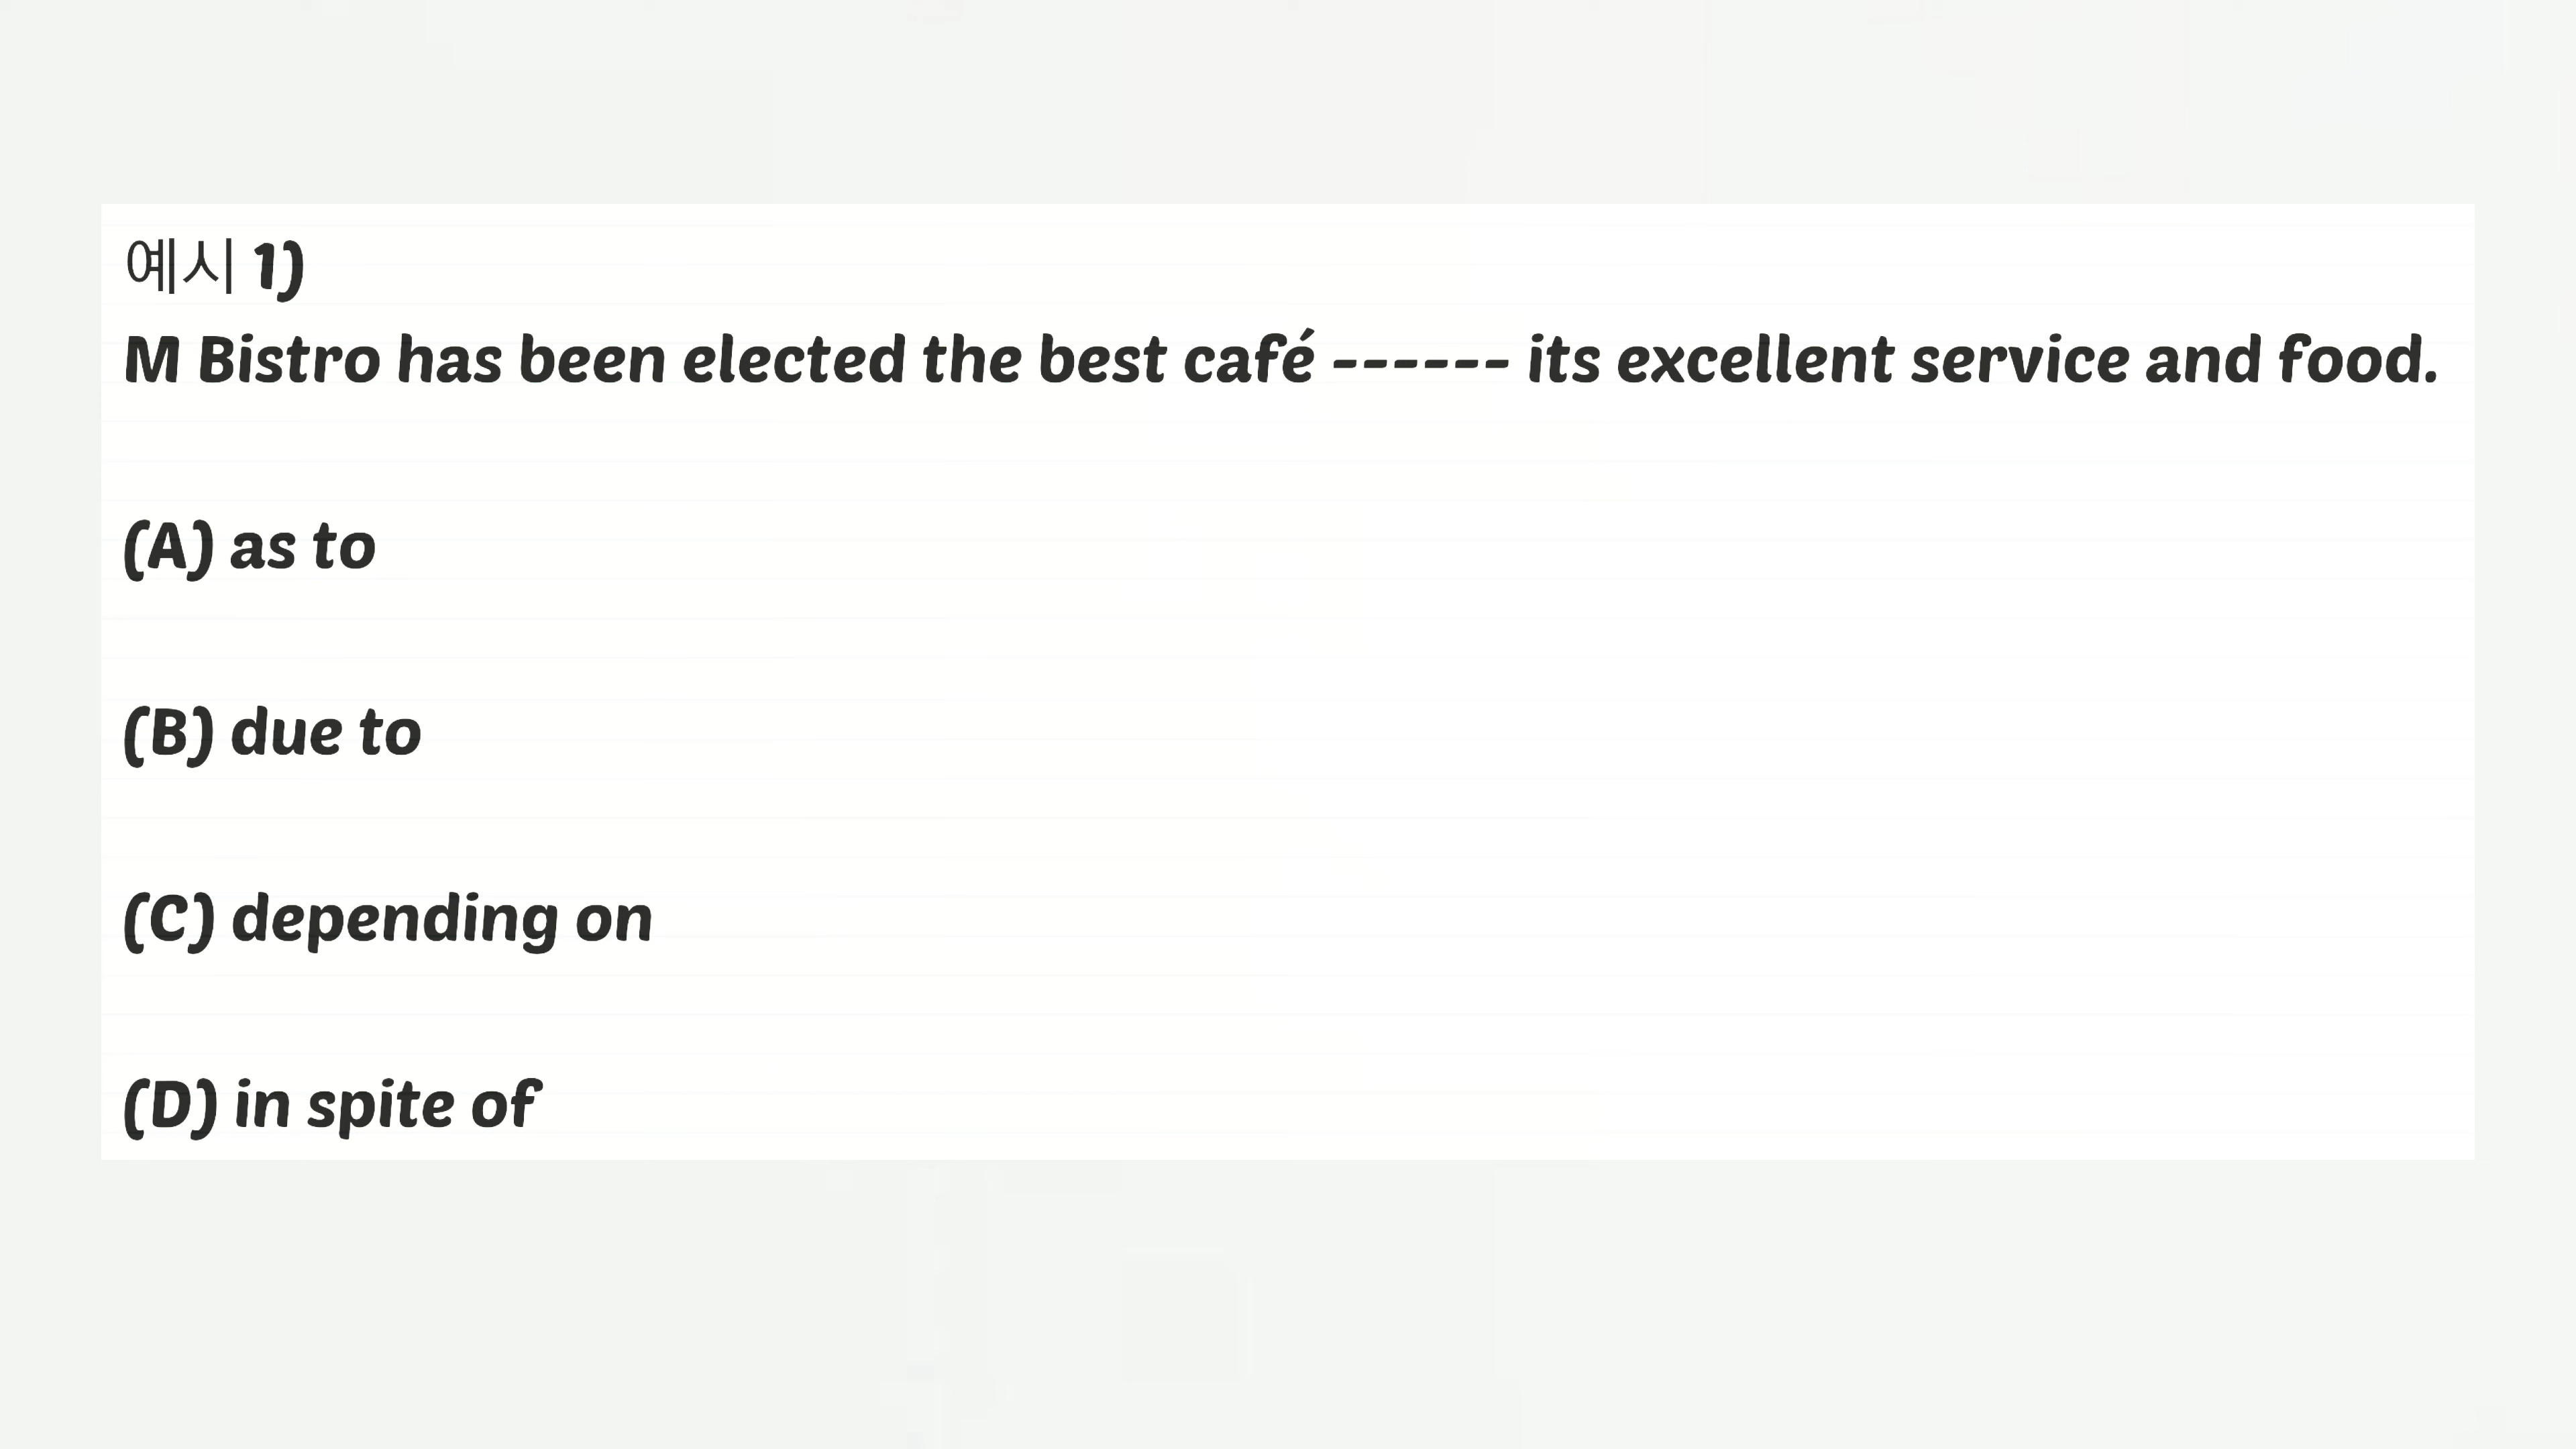 예시 1)
M Bistro has been elected the best café ------ its excellent service and food.
(A) as to
(B) due to
(C) depending on
(D) in spite of